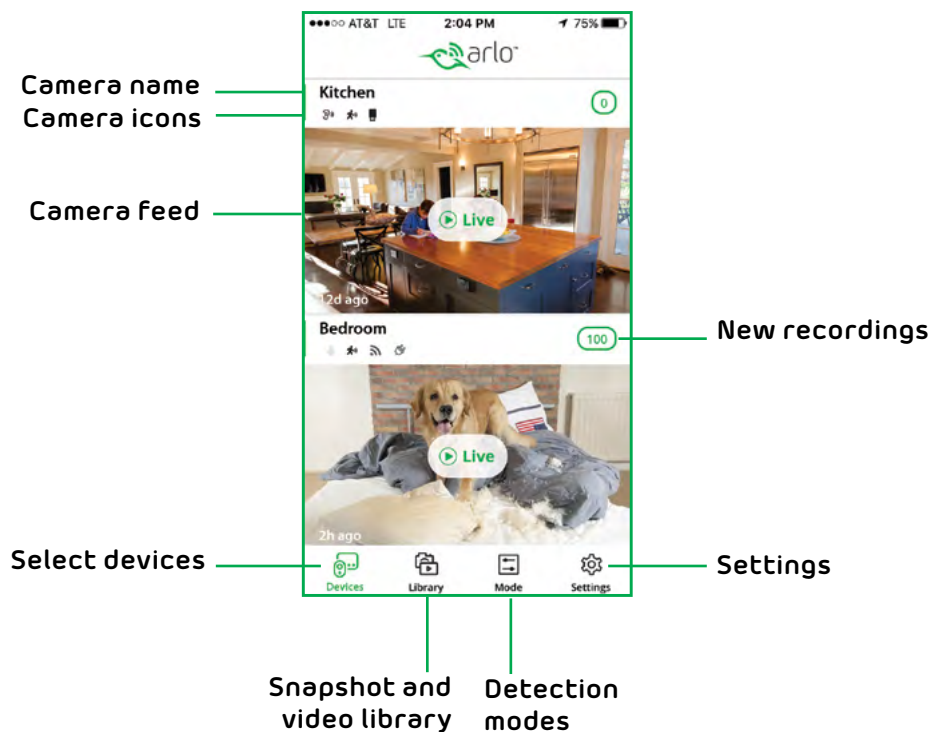 AT&T LTE 2:04 PM 75%
arlo
Camera name
Kitchen
0
Camera icons
Camera feed
Live
12d ago
Bedroom
100
New recordings
Live
2h ago
Select devices
Settings
Devices Library Mode Settings
Snapshot and
video library
Detection
modes